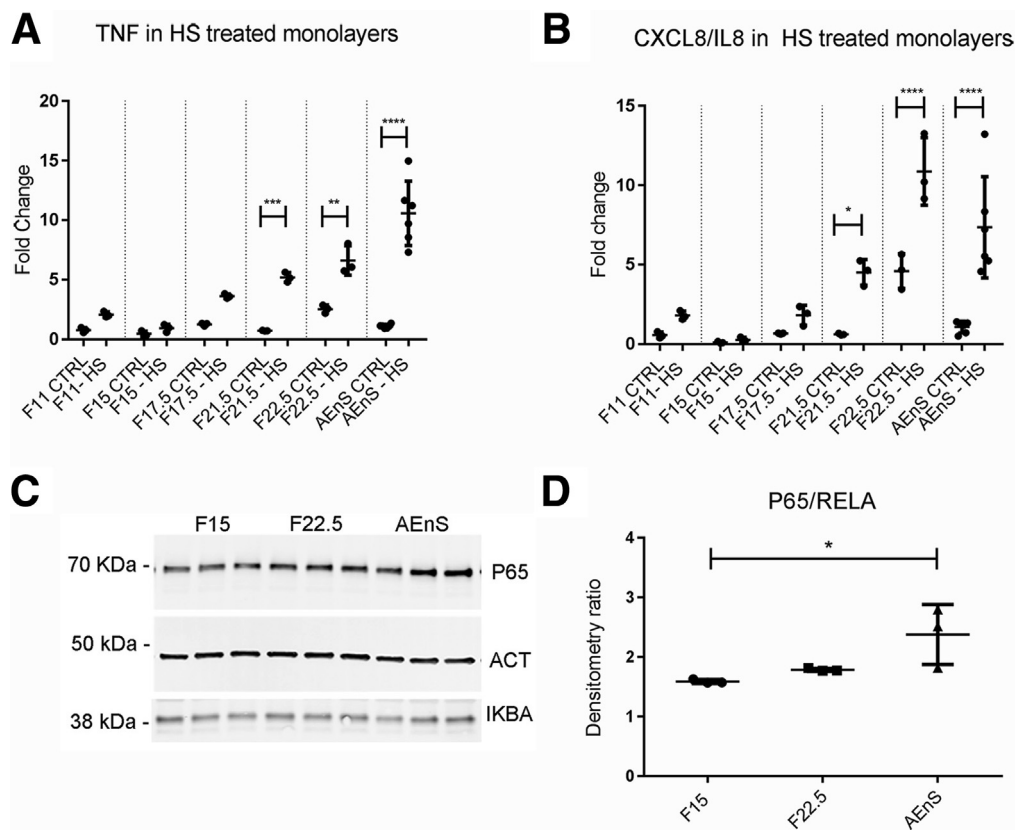 A
TNF in HS treated monolayers
20
15
10
5
0
Fold Change
***
**
****
F11 CTRL
F11- HS
F15 CTRL
F15 - HS
F17.5 CTRL
F17.5 - HS
F21.5 CTRL
F21.5 - HS
F22.5 CTRL
F22.5 - HS
AEnS CTRL
AEnS - HS
B
CXCL8/IL8 in HS treated monolayers
15
10
5
0
Fold change
*
****
****
F11 CTRL
F11- HS
F15 CTRL
F15 - HS
F17.5 CTRL
F17.5 - HS
F21.5 CTRL
F21.5 - HS
F22.5 CTRL
F22.5 - HS
AEnS CTRL
AEnS - HS
C
F15 F22.5 AEnS
70 KDa - P65
50 kDa - ACT
38 kDa - IKBA
D
P65/RELA
4
3
2
1
0
Densitometry ratio
*
F15
F22.5
AEnS